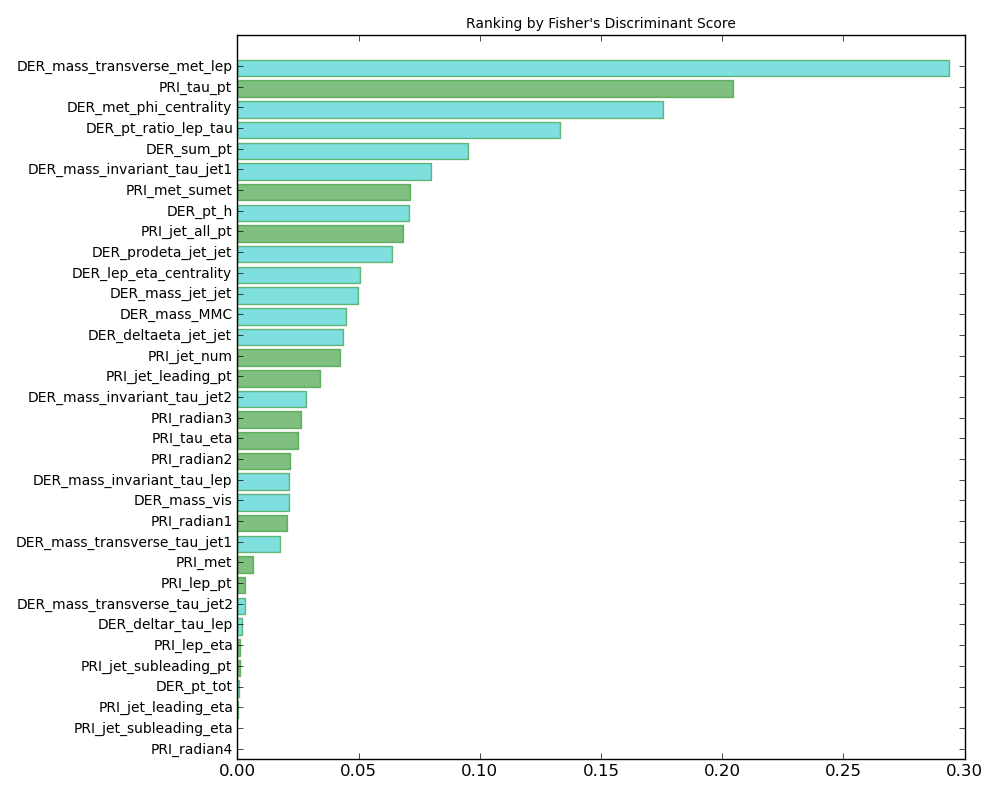 Ranking by Fisher's Discriminant Score
DER_mass_transverse_met_lep
PRI_tau_pt
DER_met_phi_centrality
DER_pt_ratio_lep_tau
DER_sum_pt
DER_mass_invariant_tau_jet1
PRI_met_sumet
DER_pt_h
PRI_jet_all_pt
DER_prodeta_jet_jet
DER_lep_eta_centrality
DER_mass_jet_jet
DER_mass_MMC
DER_deltaeta_jet_jet
PRI_jet_num
PRI_jet_leading_pt
DER_mass_invariant_tau_jet2
PRI_radian3
PRI_tau_eta
PRI_radian2
DER_mass_invariant_tau_lep
DER_mass_vis
PRI_radian1
DER_mass_transverse_tau_jet1
PRI_met
PRI_lep_pt
DER_mass_transverse_tau_jet2
DER_deltar_tau_lep
PRI_lep_eta
PRI_jet_subleading_pt
DER_pt_tot
PRI_jet_leading_eta
PRI_jet_subleading_eta
PRI_radian4
0.00 0.05 0.10 0.15 0.20 0.25 0.30